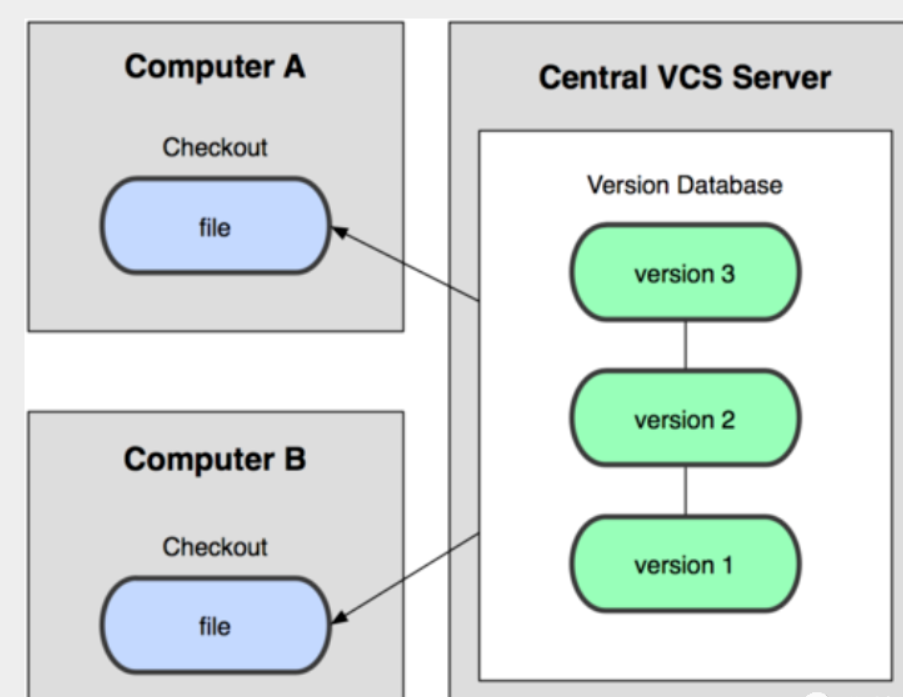 Computer A
Checkout
file
Computer B
Checkout
file
Central VCS Server
Version Database
version 3
version 2
version 1